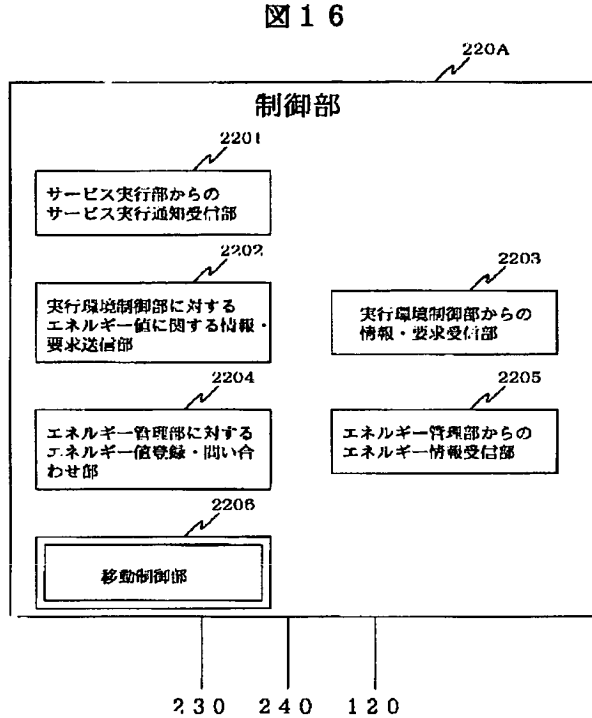 図１６
220A
制御部
2201
サービス実行部からの
サービス実行通知受信部
2202
実行環境制御部に対する
エネルギー値に関する情報・
要求送信部
2203
実行環境制御部からの
情報・要求受信部
2204
エネルギー管理部に対する
エネルギー値登録・問い合
わせ部
2205
エネルギー管理部からの
エネルギー情報受信部
2206
移動制御部
２３０ ２４０ １２０